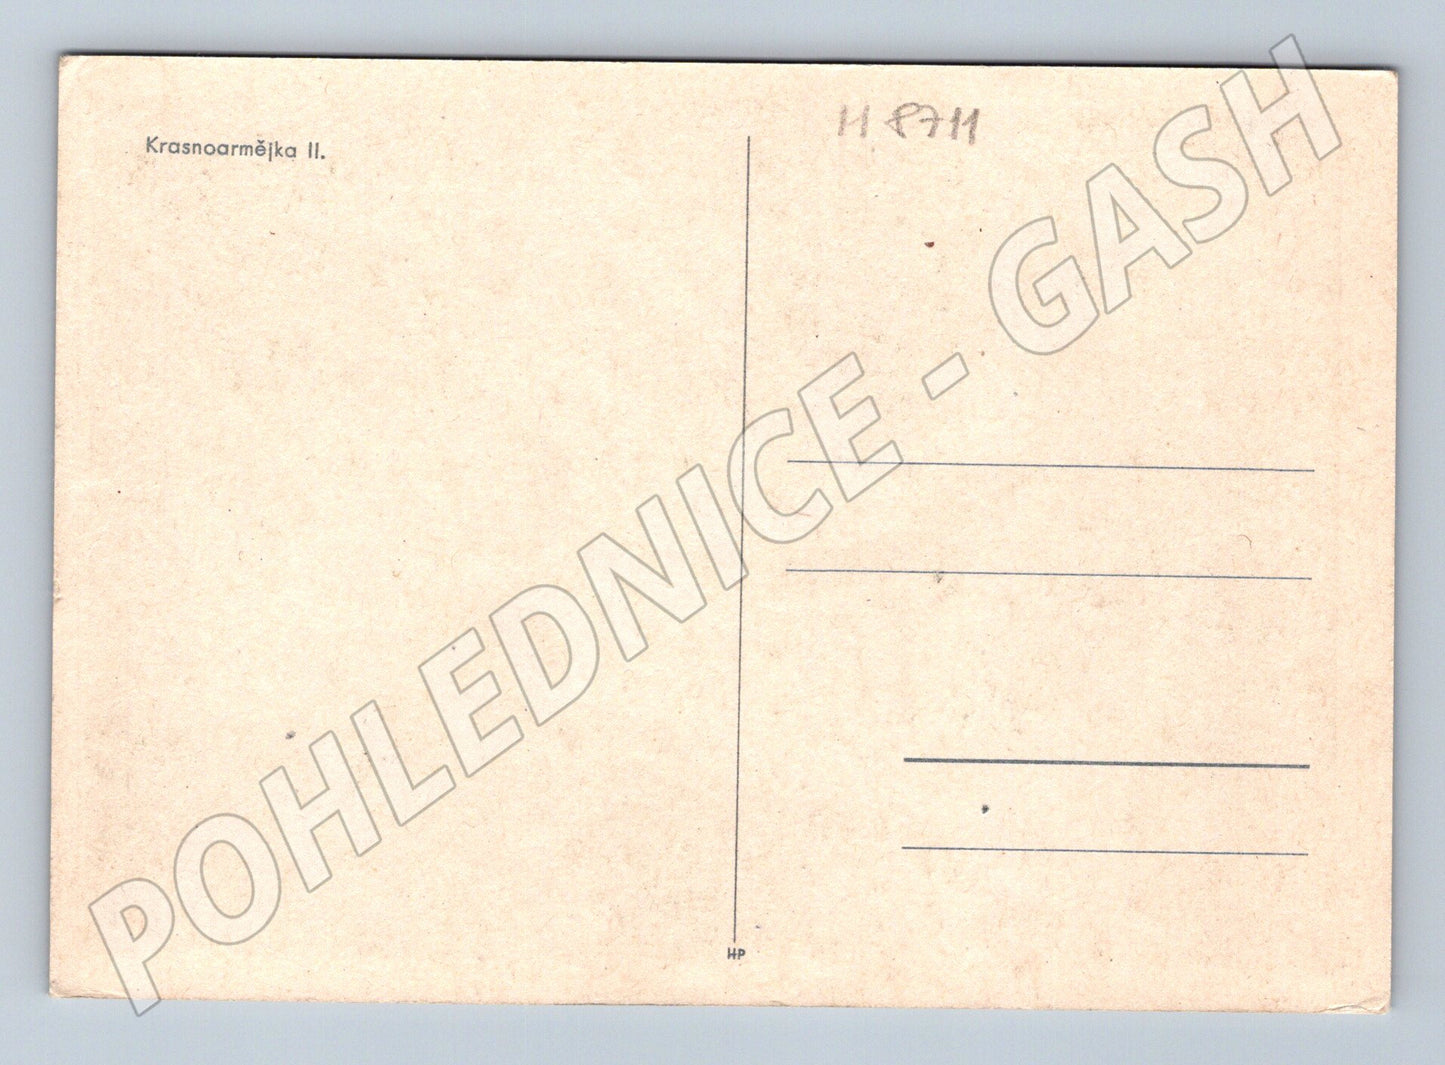 H 8711
Krasnoarmějka II.
POHLEDNICE - GASH
HP